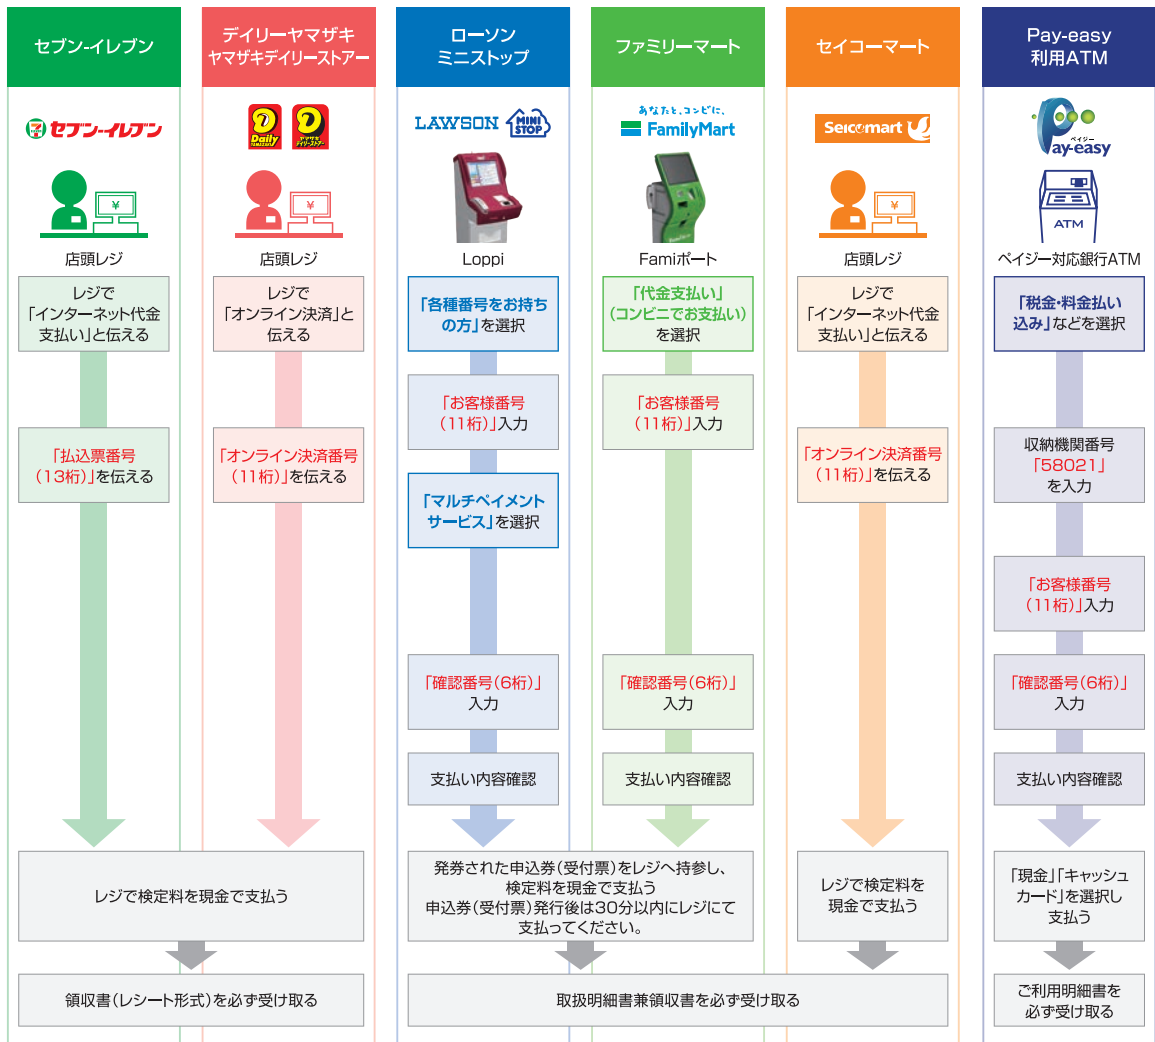 セブン-イレブン
デイリーヤマザキ
ヤマザキデイリーストアー
ローソン
ミニストップ
ファミリーマート
セイコーマート
Pay-easy
利用ATM
セブン-イレブン
Daily
YAMAZAKI
ヤマザキ
デイリーストアー
LAWSON
MINI
STOP
あなたと、コンビに、
FamilyMart
Seicomart
ペイジー
Pay-easy
¥
¥
¥
ATM
店頭レジ
店頭レジ
Loppi
Famiポート
店頭レジ
ペイジー対応銀行ATM
レジで
「インターネット代金
支払い」と伝える
レジで
「オンライン決済」と
伝える
「各種番号をお持ち
の方」を選択
「代金支払い」
(コンビニでお支払い)
を選択
レジで
「インターネット代金
支払い」と伝える
「税金・料金払い
込み」などを選択
「お客様番号
(11桁)」入力
「お客様番号
(11桁)」入力
「払込票番号
(13桁)」を伝える
「オンライン決済番号
(11桁)」を伝える
「オンライン決済番号
(11桁)」を伝える
収納機関番号
「58021」
を入力
「マルチペイメント
サービス」を選択
「お客様番号
(11桁)」入力
「確認番号(6桁)」
入力
「確認番号(6桁)」
入力
「確認番号(6桁)」
入力
支払い内容確認
支払い内容確認
支払い内容確認
レジで検定料を現金で支払う
発券された申込券(受付票)をレジへ持参し、
検定料を現金で支払う
申込券(受付票)発行後は30分以内にレジにて
支払ってください。
レジで検定料を
現金で支払う
「現金」「キャッシュ
カード」を選択し
支払う
領収書(レシート形式)を必ず受け取る
取扱明細書兼領収書を必ず受け取る
ご利用明細書を
必ず受け取る